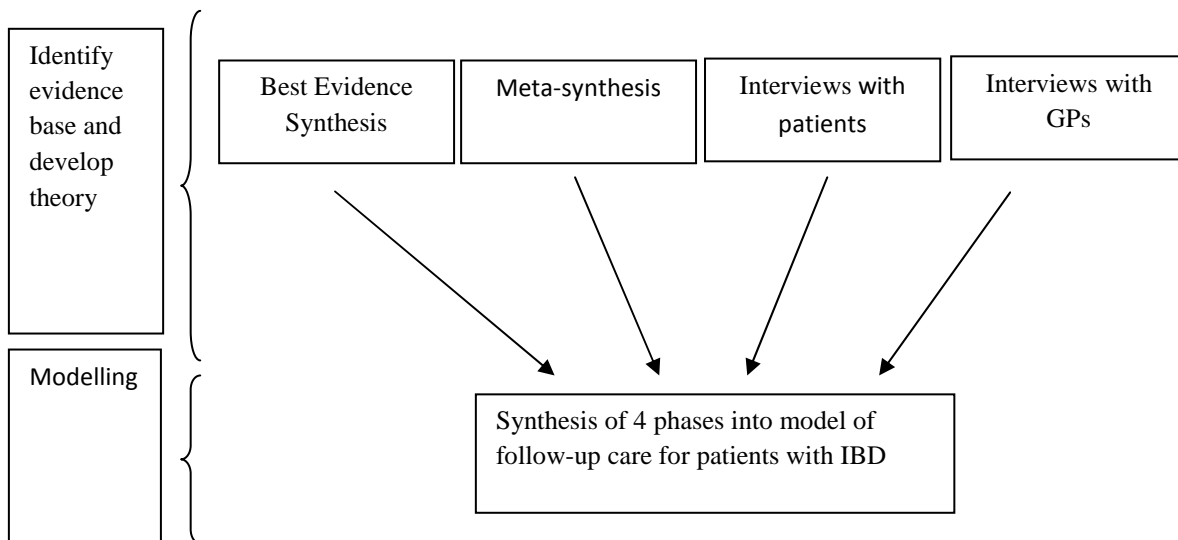 Identify
evidence
base and
develop
theory
Best Evidence
Synthesis
Meta-synthesis
Interviews with
patients
Interviews with
GPs
Modelling
Synthesis of 4 phases into model of
follow-up care for patients with IBD